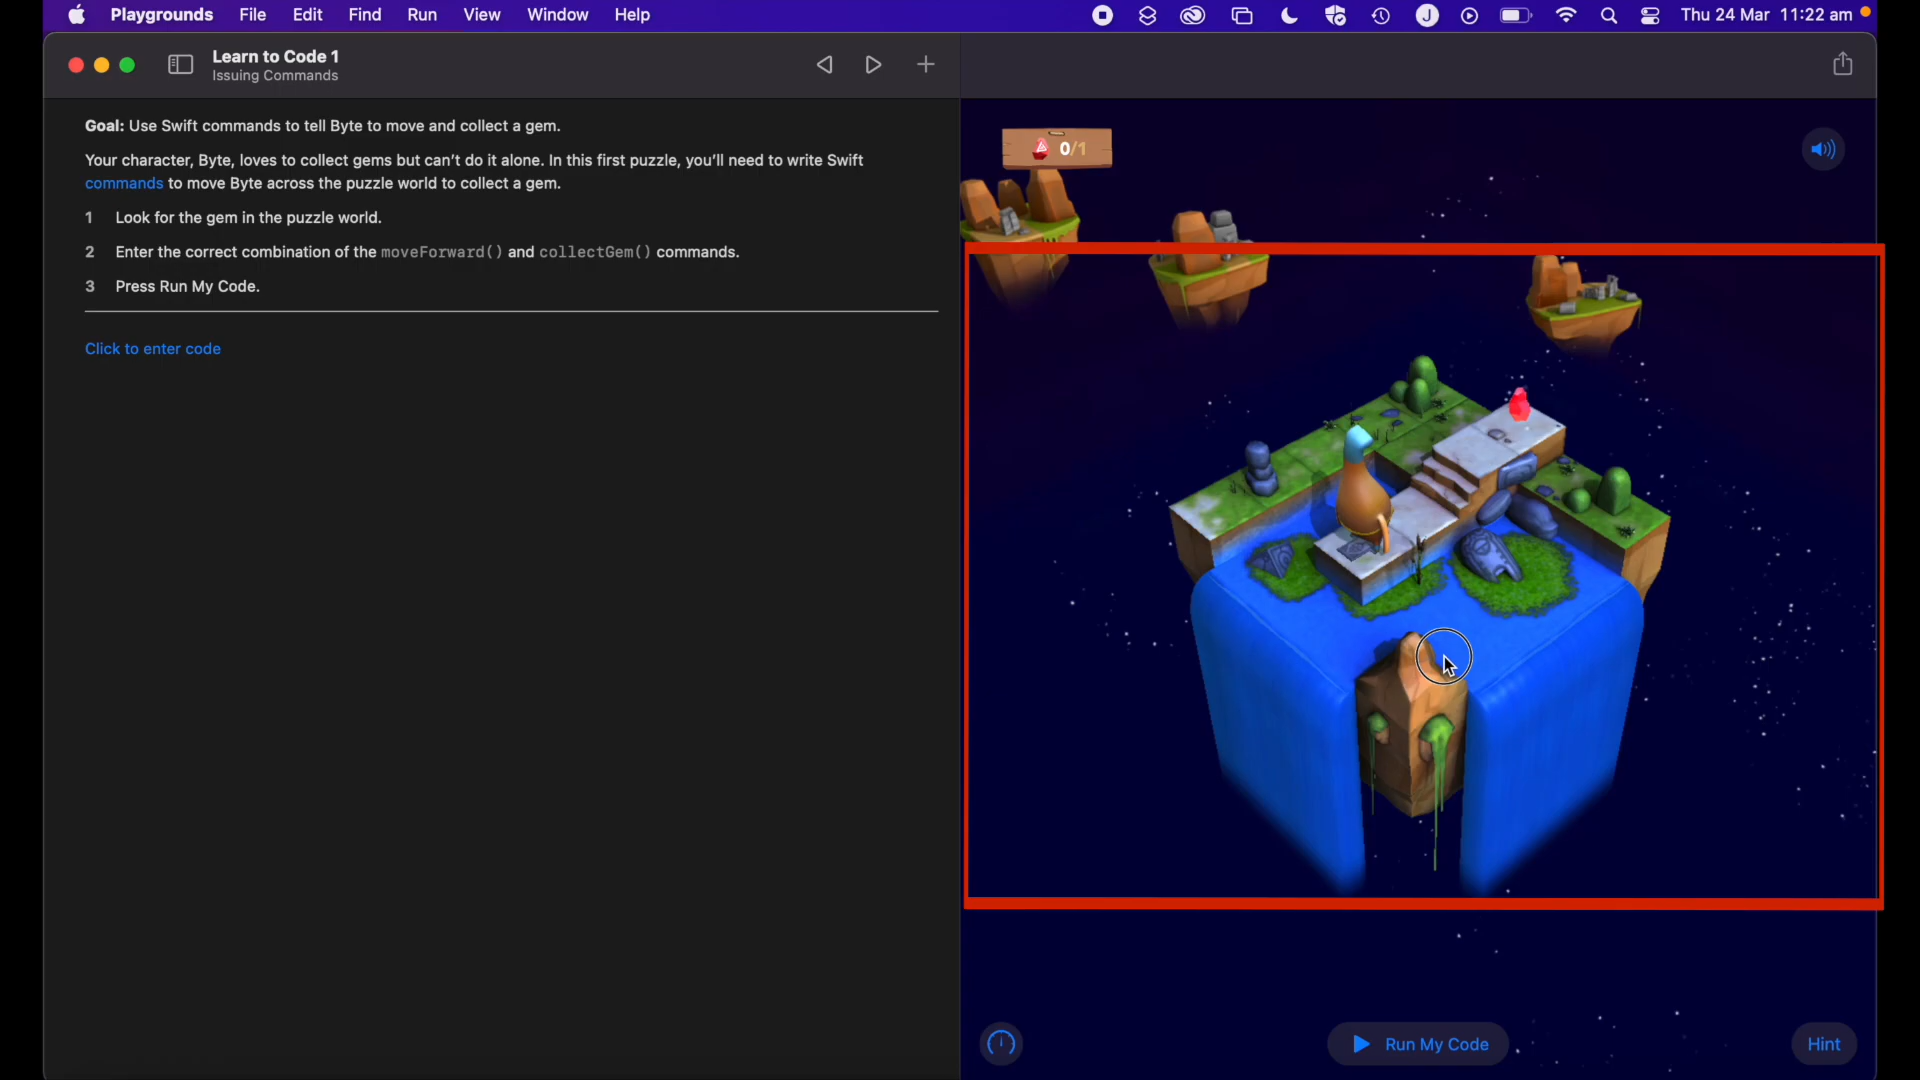 Playgrounds File Edit Find Run View Window Help
J
Thu 24 Mar 11:22 am
Learn to Code 1
Issuing Commands
Goal: Use Swift commands to tell Byte to move and collect a gem.
Your character, Byte, loves to collect gems but can’t do it alone. In this first puzzle, you’ll need to write Swift
commands to move Byte across the puzzle world to collect a gem.
1 Look for the gem in the puzzle world.
2 Enter the correct combination of the moveForward() and collectGem() commands.
3 Press Run My Code.
Click to enter code
0/1
Run My Code
Hint